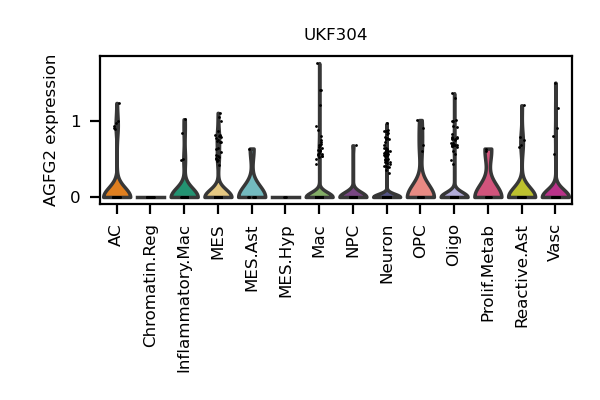 UKF304
AGFG2 expression
1
0
AC
Chromatin.Reg
Inflammatory.Mac
MES
MES.Ast
MES.Hyp
Mac
NPC
Neuron
OPC
Oligo
Prolif.Metab
Reactive.Ast
Vasc